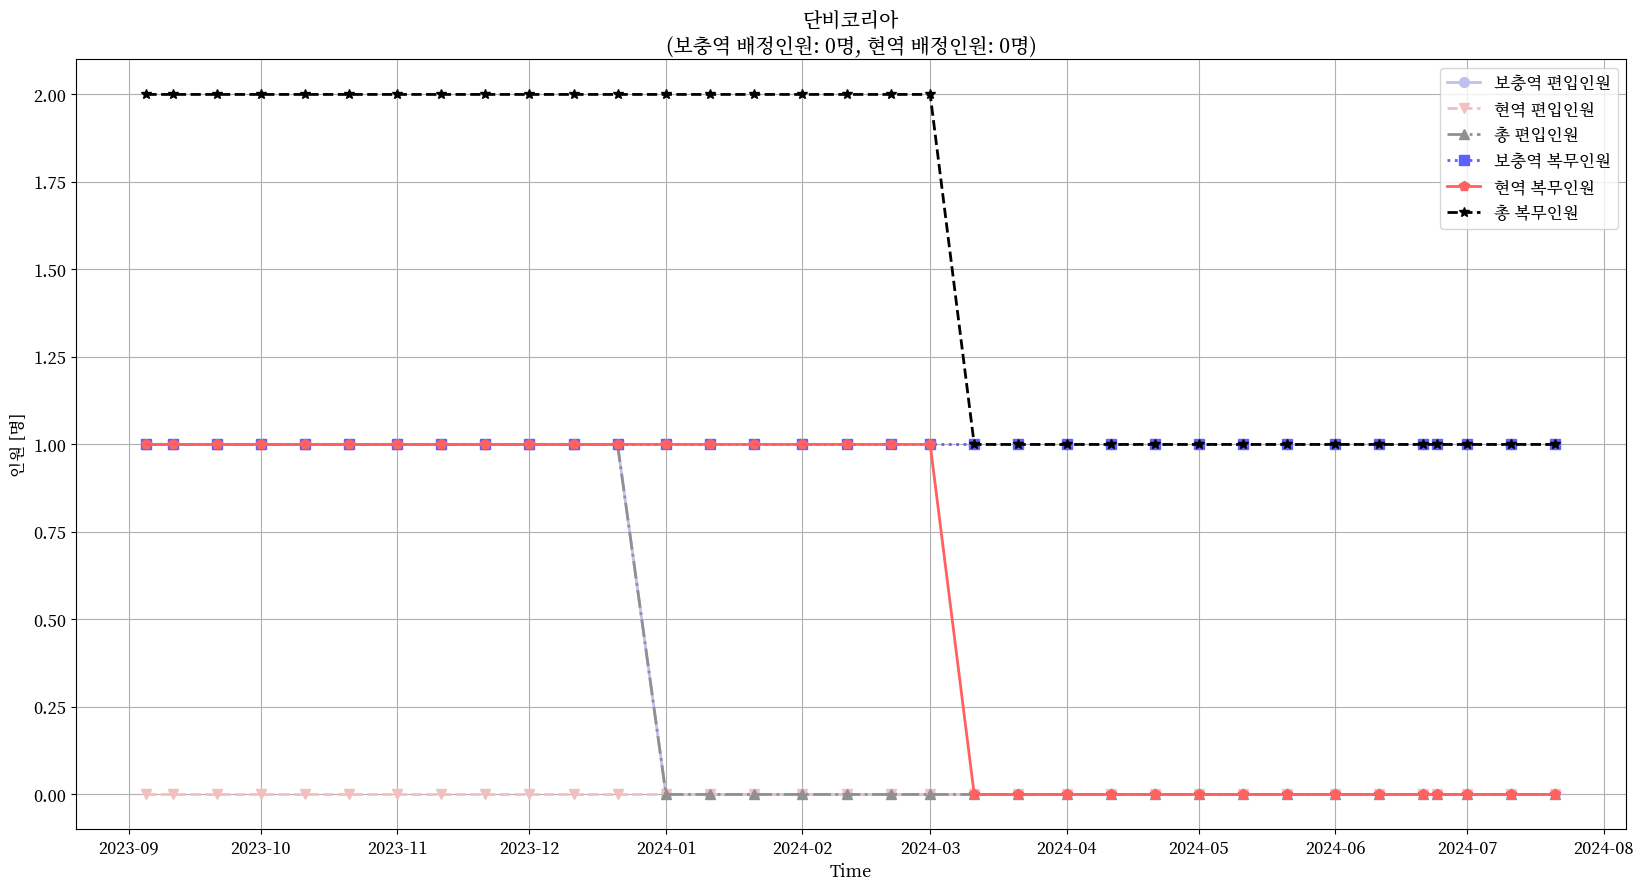 단비코리아
(보충역 배정인원: 0명, 현역 배정인원: 0명)
보충역 편입인원
현역 편입인원
총 편입인원
보충역 복무인원
현역 복무인원
총 복무인원
인원 [명]
2.00
1.75
1.50
1.25
1.00
0.75
0.50
0.25
0.00
2023-09 2023-10 2023-11 2023-12 2024-01 2024-02 2024-03 2024-04 2024-05 2024-06 2024-07 2024-08
Time